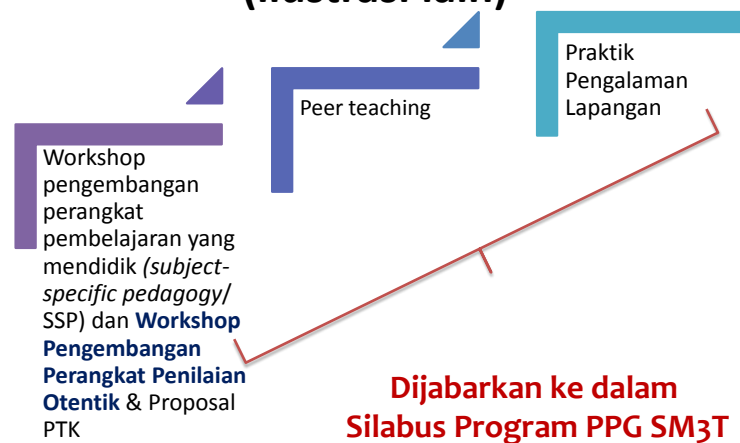 Praktik
Pengalaman
Lapangan
Peer teaching
Workshop
pengembangan
perangkat
pembelajaran yang
mendidik (subject-
specific pedagogy/
SSP) dan Workshop
Pengembangan
Perangkat Penilaian
Otentik & Proposal
PTK
Dijabarkan ke dalam
Silabus Program PPG SM3T